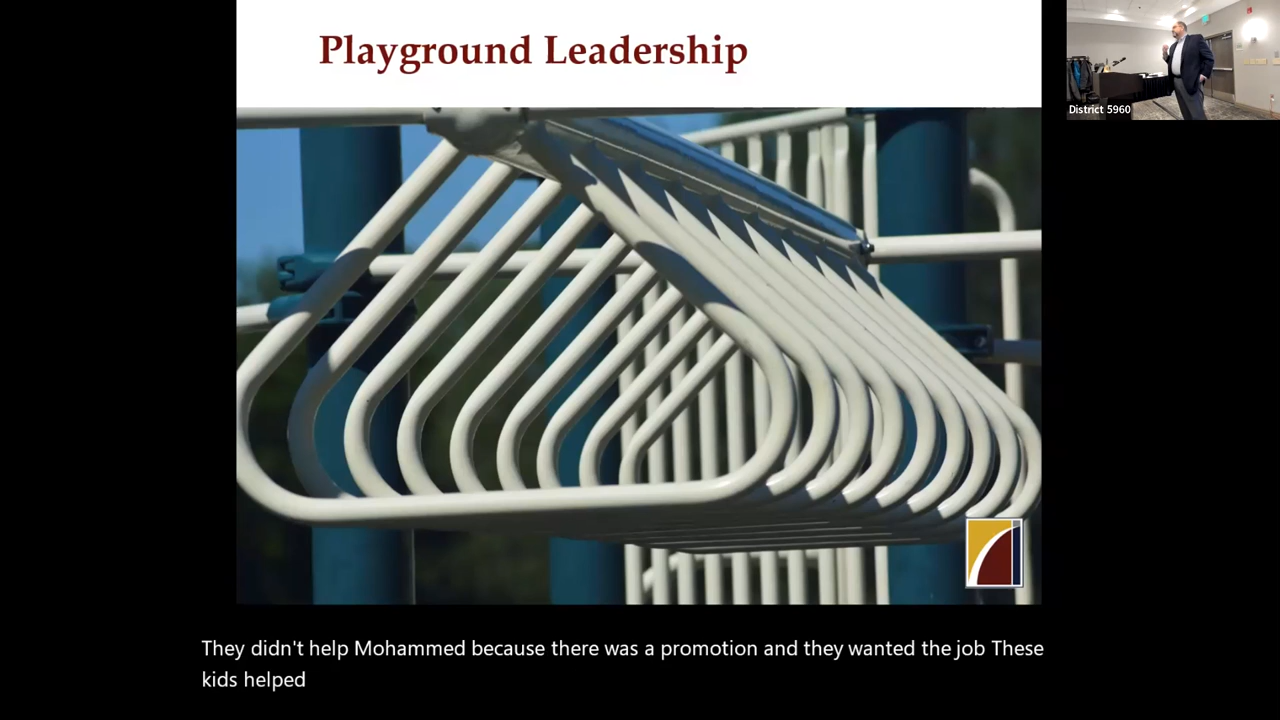 Playground Leadership
District 5960
They didn't help Mohammed because there was a promotion and they wanted the job These
kids helped